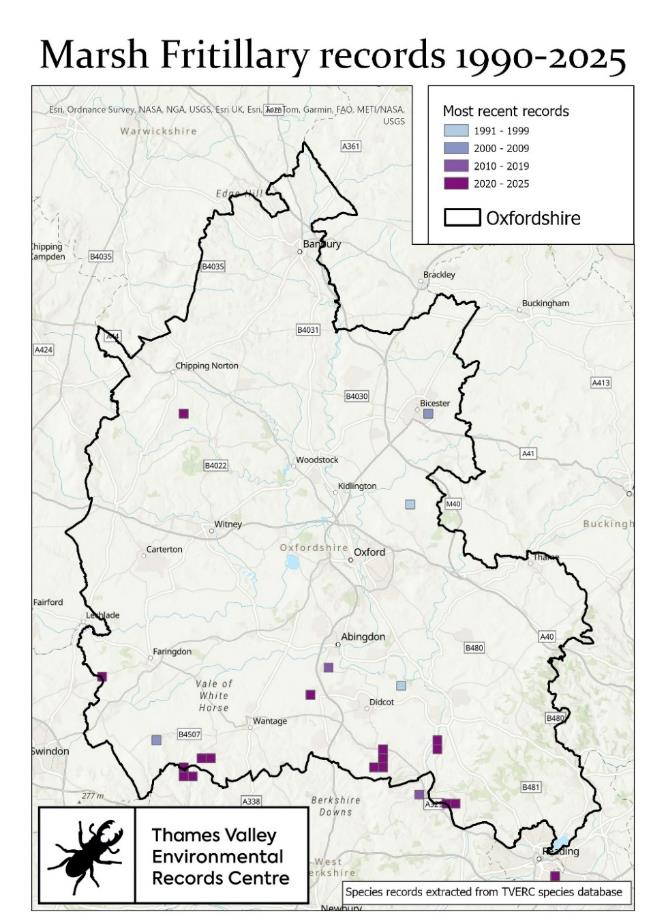 Marsh Fritillary records 1990-2025
Esri, Ordnance Survey, NASA, NGA, USGS, Esri UK, Esri, TomTom, Garmin, FAO, METI/NASA,
USGS
Most recent records
1991 - 1999
2000 - 2009
2010 - 2019
2020 - 2025
Oxfordshire
Warwickshire
A361
Edge Hill
Banbury
Chipping
Campden
B4035
B4035
Brackley
Buckingham
B4031
A44
A424
Chipping Norton
A413
B4030
Bicester
A41
B4022
Woodstock
Kidlington
M40
Witney
Buckingh
Carterton
Oxfordshire
Oxford
Thame
Fairford
Lechlade
Abingdon
A40
B480
Faringdon
Vale of
White
Horse
Didcot
Wantage
B480
B4507
Swindon
277 m
A338
Berkshire
Downs
B481
Reading
West
erkshire
Newbury
Thames Valley
Environmental
Records Centre
Species records extracted from TVERC species database